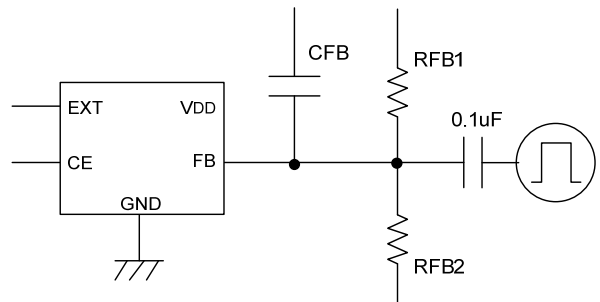 CFB
RFB1
0.1uF
EXT
VDD
CE
FB
GND
RFB2